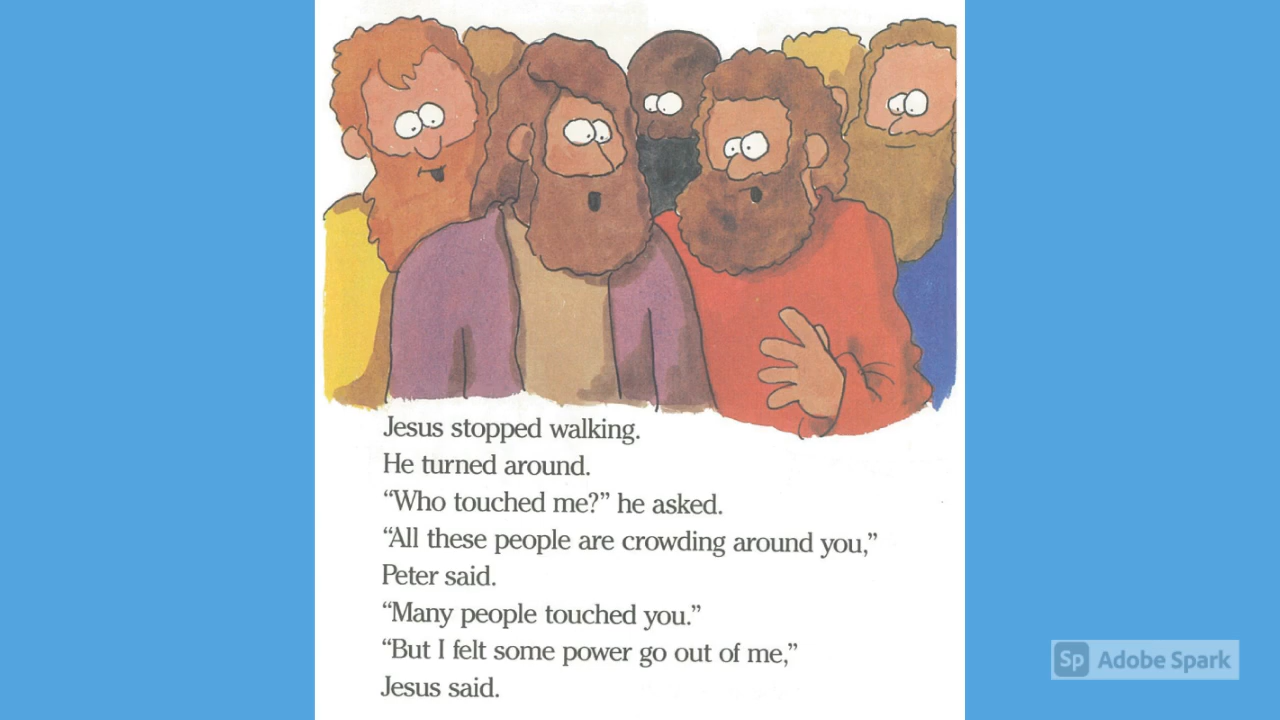 Jesus stopped walking.
He turned around.
“Who touched me?” he asked.
“All these people are crowding around you,”
Peter said.
“Many people touched you.”
“But I felt some power go out of me,”
Jesus said.
Sp Adobe Spark